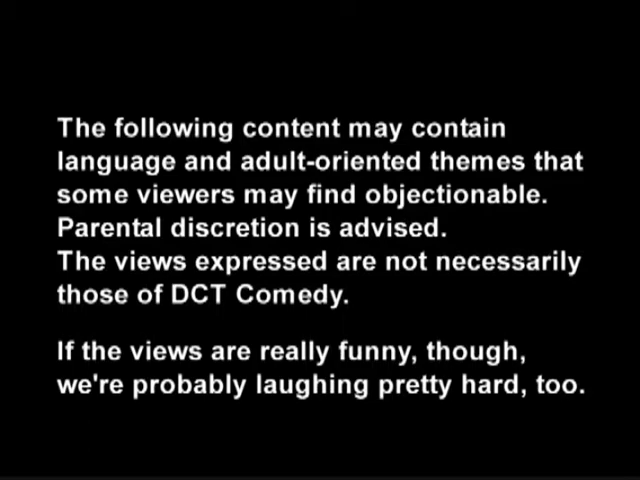 The following content may contain
language and adult-oriented themes that
some viewers may find objectionable.
Parental discretion is advised.
The views expressed are not necessarily
those of DCT Comedy.
If the views are really funny, though,
we're probably laughing pretty hard, too.